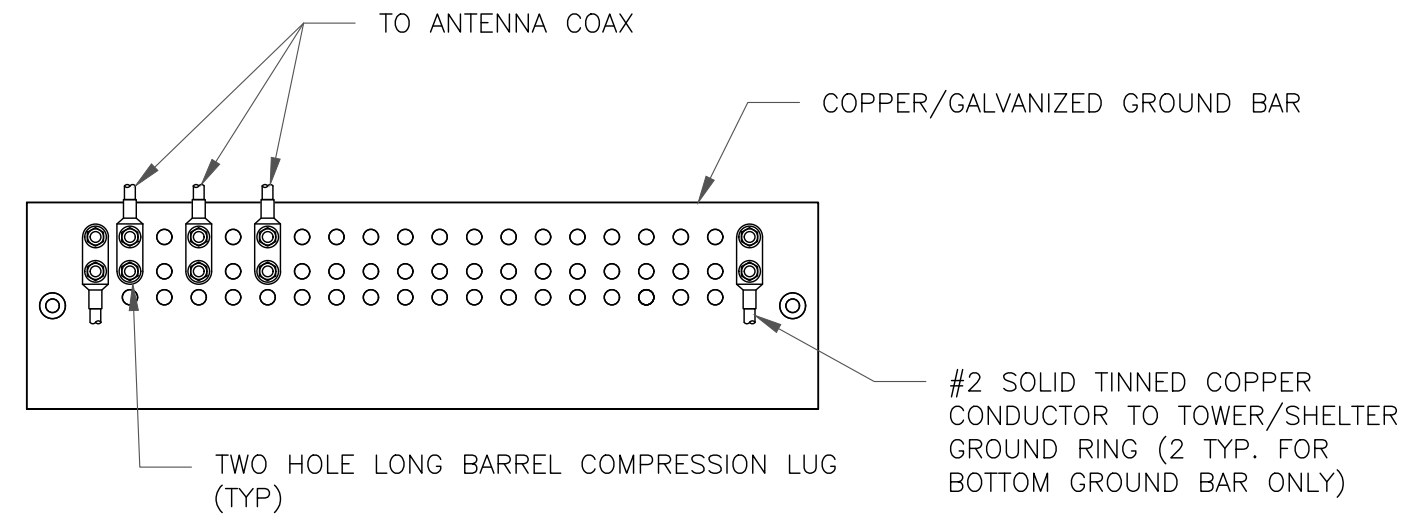 TO ANTENNA COAX
COPPER/GALVANIZED GROUND BAR
#2 SOLID TINNED COPPER
CONDUCTOR TO TOWER/SHELTER
GROUND RING (2 TYP. FOR
BOTTOM GROUND BAR ONLY)
TWO HOLE LONG BARREL COMPRESSION LUG
(TYP)